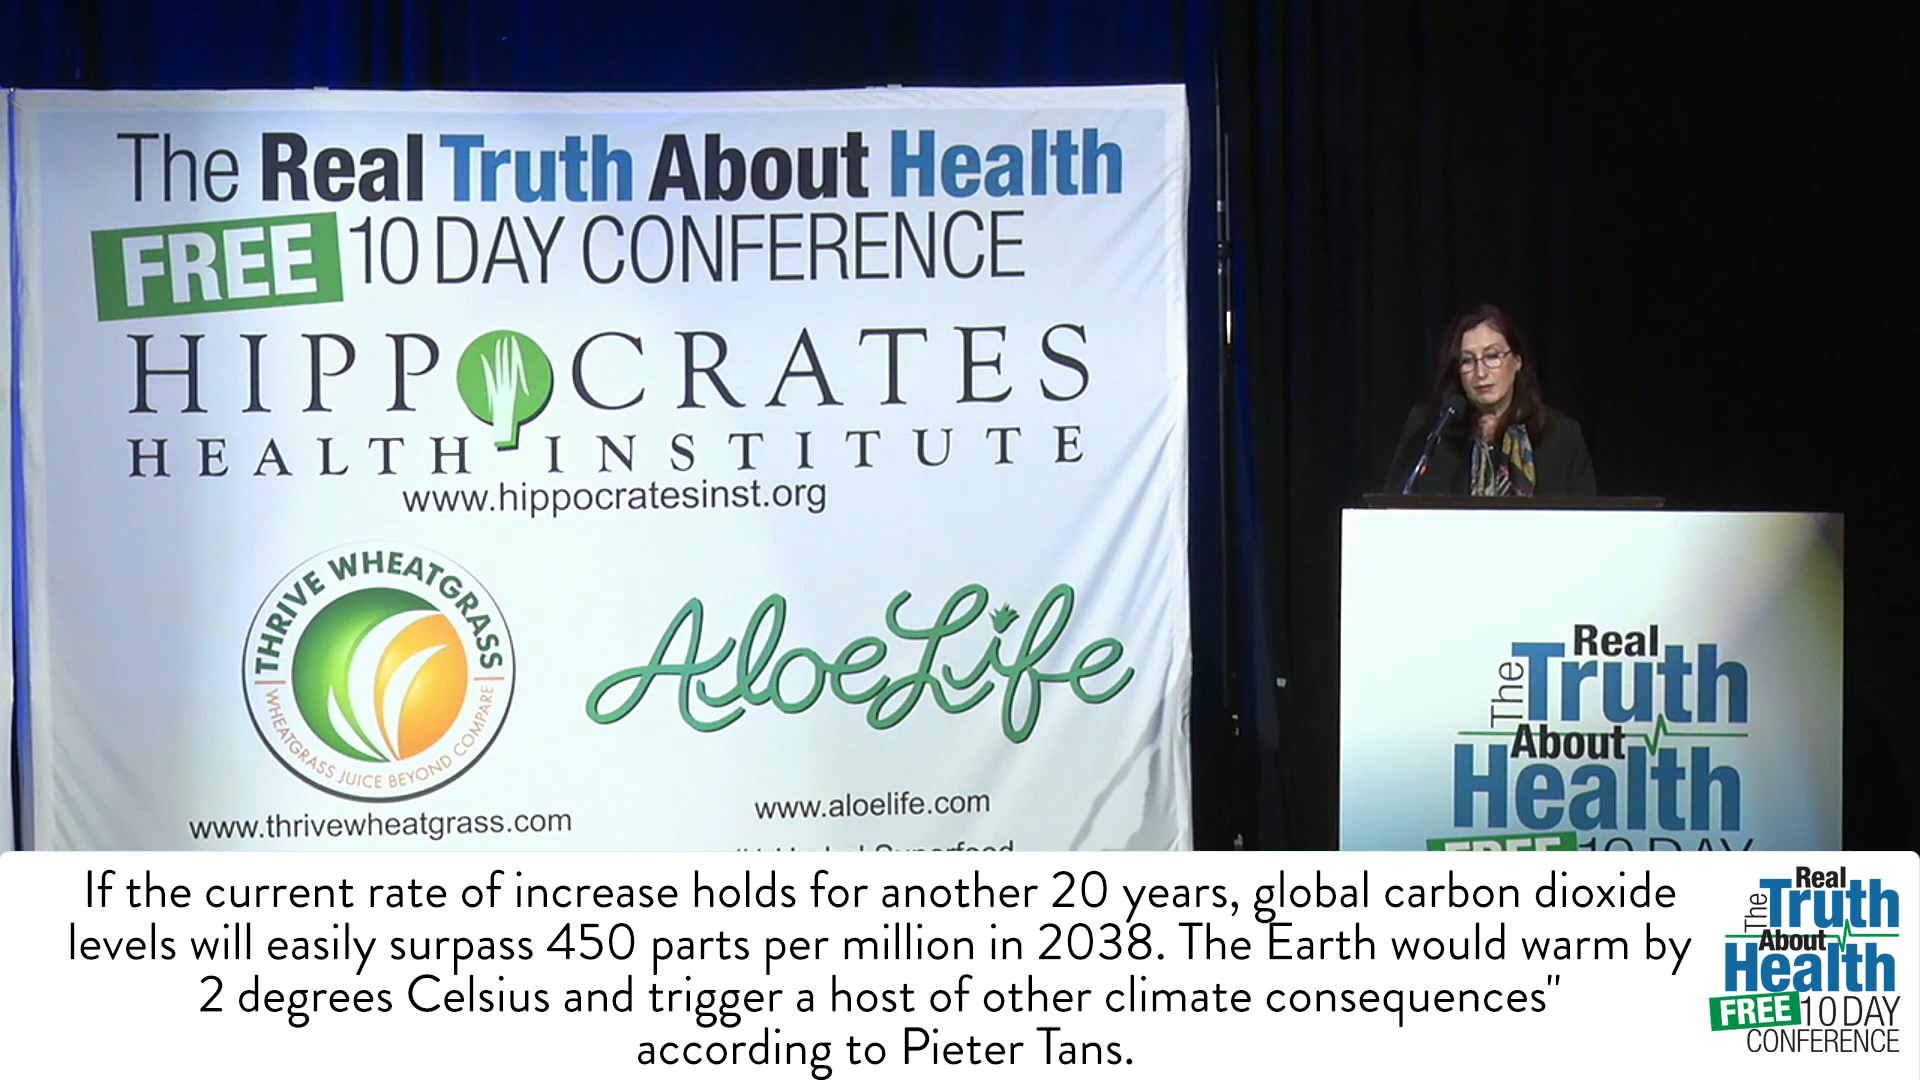 The Real Truth About Health
FREE 10 DAY CONFERENCE
HIPPOCRATES
HEALTH INSTITUTE
www.hippocratesinst.org
THRIVE WHEATGRASS
WHEATGRASS JUICE BEYOND COMPARE
www.thrivewheatgrass.com
AloeLife
www.aloelife.com
The Real Truth
About
Health
FREE 10 DAY
If the current rate of increase holds for another 20 years, global carbon dioxide
levels will easily surpass 450 parts per million in 2038. The Earth would warm by
2 degrees Celsius and trigger a host of other climate consequences"
according to Pieter Tans.
The Real Truth
About
Health
FREE 10 DAY
CONFERENCE